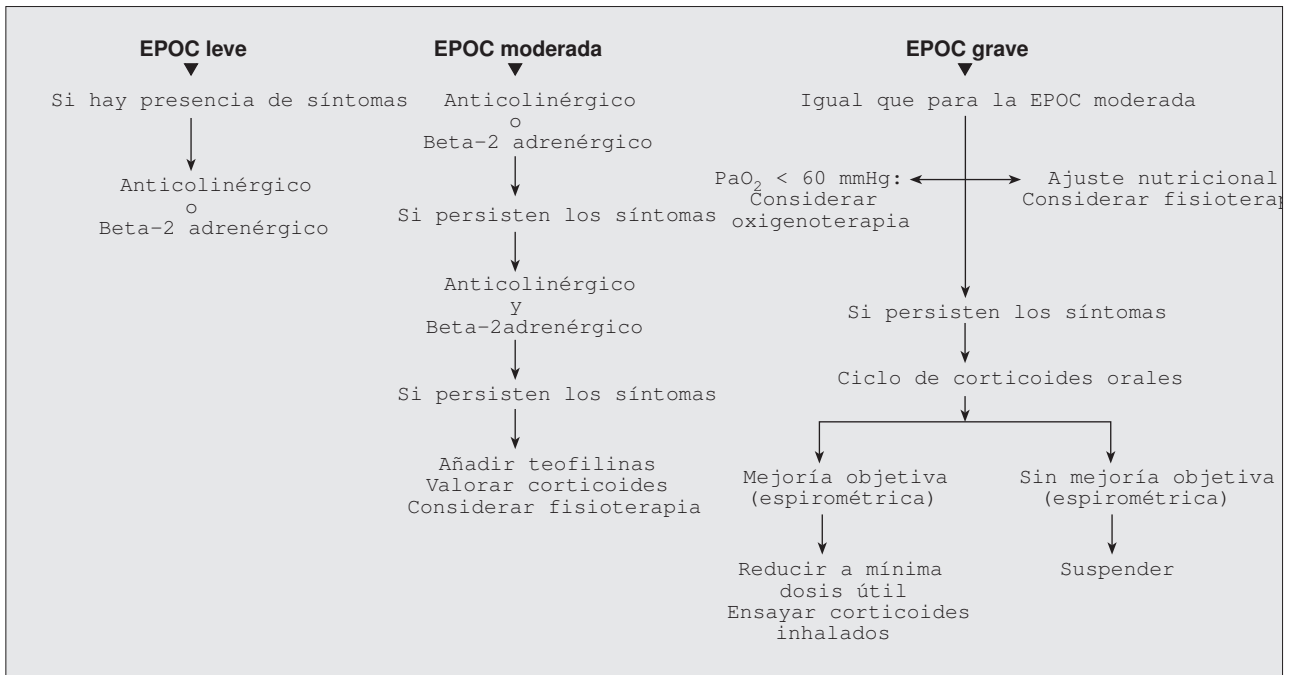 EPOC leve
Si hay presencia de síntomas
Anticolinérgico
o
Beta-2 adrenérgico
EPOC moderada
Anticolinérgico
o
Beta-2 adrenérgico
Si persisten los síntomas
Anticolinérgico
y
Beta-2adrenérgico
Si persisten los síntomas
Añadir teofilinas
Valorar corticoides
Considerar fisioterapia
EPOC grave
Igual que para la EPOC moderada
PaO₂ < 60 mmHg:
Considerar
oxigenoterapia
Ajuste nutricional
Considerar fisioterap
Si persisten los síntomas
Ciclo de corticoides orales
Mejoría objetiva
(espirométrica)
Reducir a mínima
dosis útil
Ensayar corticoides
inhalados
Sin mejoría objetiva
(espirométrica)
Suspender